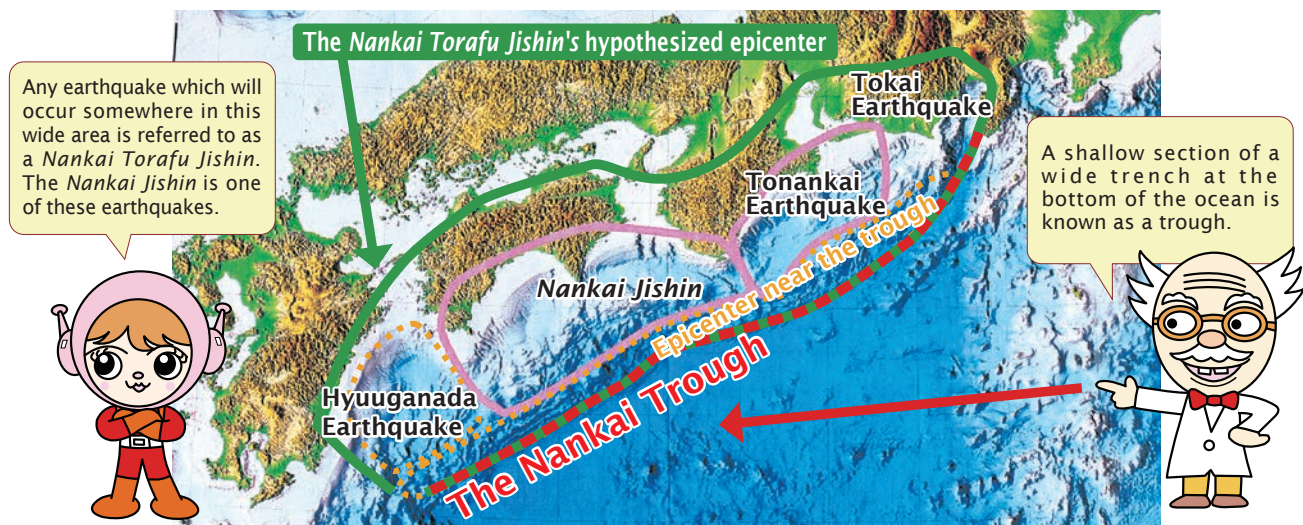 The Nankai Torafu Jishin's hypothesized epicenter
Any earthquake which will
occur somewhere in this
wide area is referred to as
a Nankai Torafu Jishin.
The Nankai Jishin is one
of these earthquakes.
Tokai
Earthquake
A shallow section of a
wide trench at the
bottom of the ocean is
known as a trough.
Tonankai
Earthquake
Nankai Jishin
Epicenter near the trough
Hyuuganada
Earthquake
The Nankai Trough